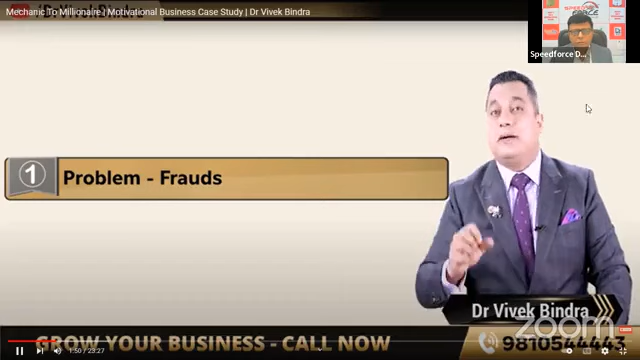 Mechanic To Millionaire | Motivational Business Case Study | Dr Vivek Bindra
Speedforce D...
1 Problem - Frauds
Dr Vivek Bindra
zoom
GROW YOUR BUSINESS - CALL NOW 9810544443
1:50 / 23:27